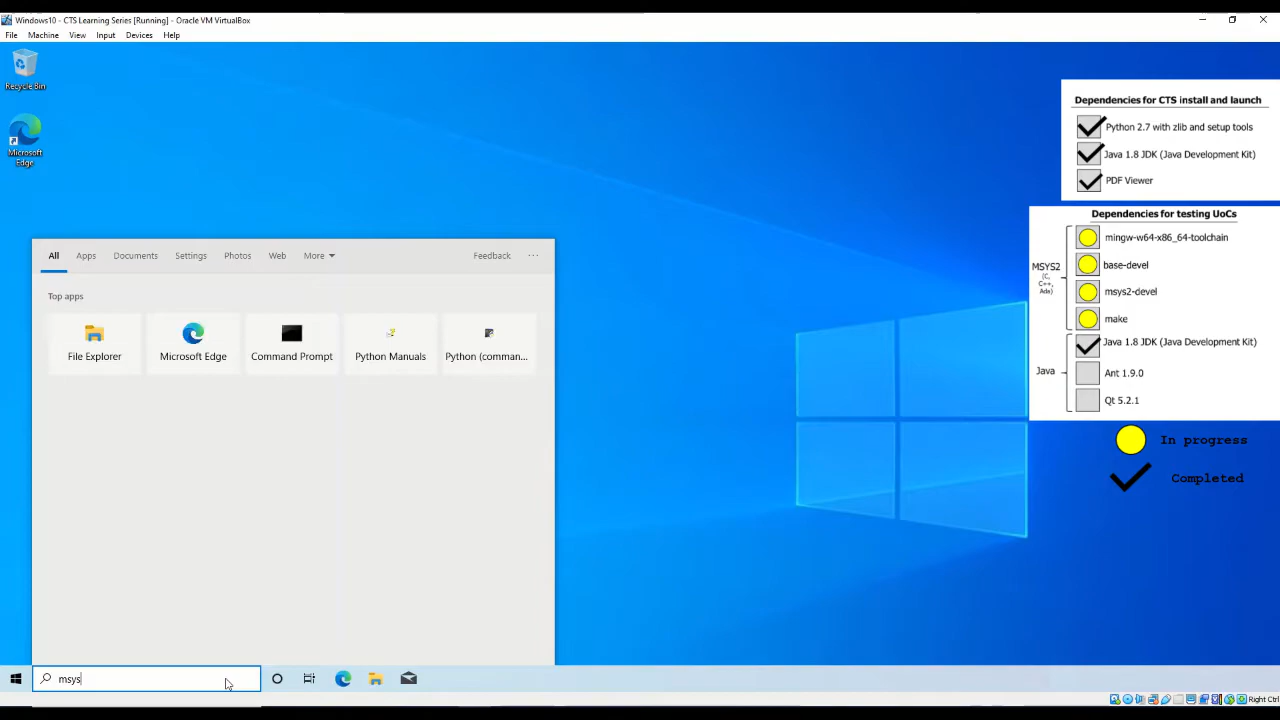 Windows10 - CTS Learning Series [Running] - Oracle VM VirtualBox
File Machine View Input Devices Help
Recycle Bin
Microsoft
Edge
All Apps Documents Settings Photos Web More Feedback ...
Top apps
File Explorer Microsoft Edge Command Prompt Python Manuals Python (comman...
msys
Dependencies for CTS install and launch
Python 2.7 with zlib and setup tools
Java 1.8 JDK (Java Development Kit)
PDF Viewer
Dependencies for testing UoCs
MSYS2
(C,
C++,
Ada)
mingw-w64-x86_64-toolchain
base-devel
msys2-devel
make
Java
Java 1.8 JDK (Java Development Kit)
Ant 1.9.0
Qt 5.2.1
In progress
Completed
Right Ctrl